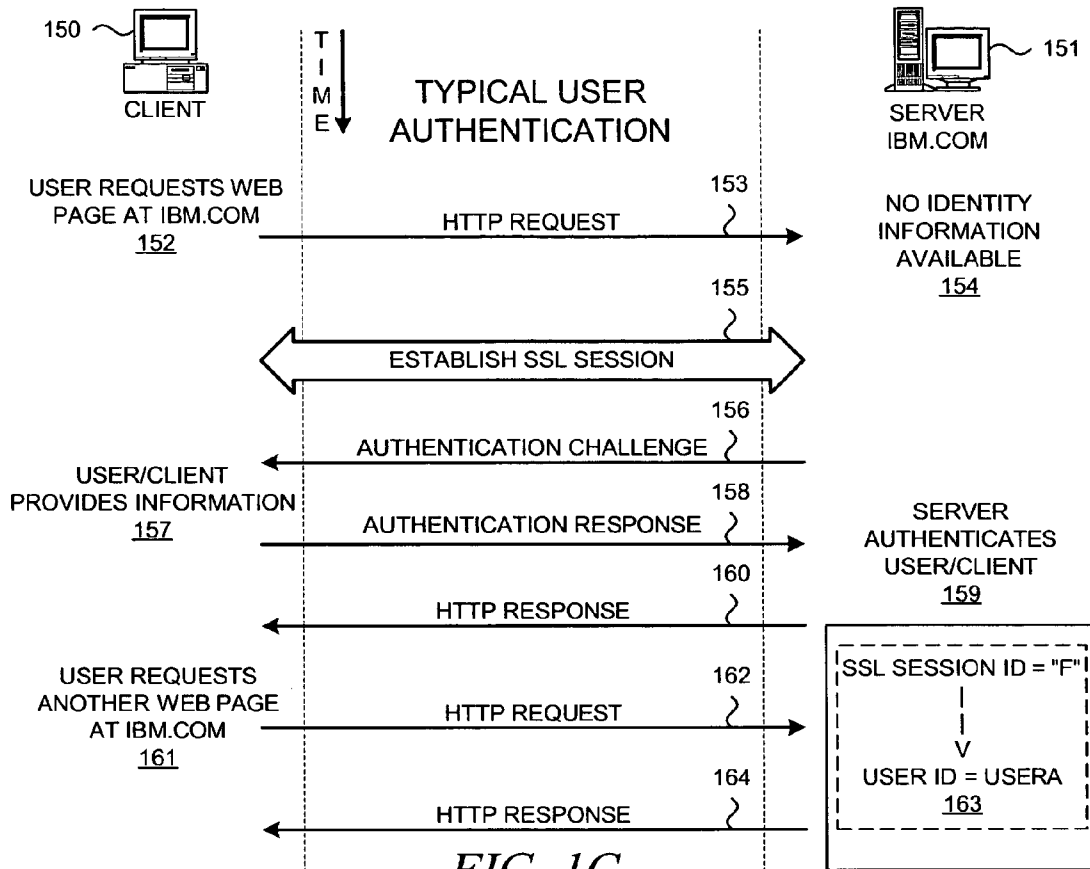 150
CLIENT
TIME
TYPICAL USER
AUTHENTICATION
151
SERVER
IBM.COM
USER REQUESTS WEB
PAGE AT IBM.COM
152
153
HTTP REQUEST
NO IDENTITY
INFORMATION
AVAILABLE
154
155
ESTABLISH SSL SESSION
156
AUTHENTICATION CHALLENGE
USER/CLIENT
PROVIDES INFORMATION
157
158
AUTHENTICATION RESPONSE
SERVER
AUTHENTICATES
USER/CLIENT
159
160
HTTP RESPONSE
USER REQUESTS
ANOTHER WEB PAGE
AT IBM.COM
161
162
HTTP REQUEST
SSL SESSION ID = "F"
V
USER ID = USERA
163
164
HTTP RESPONSE
FIG. 1C